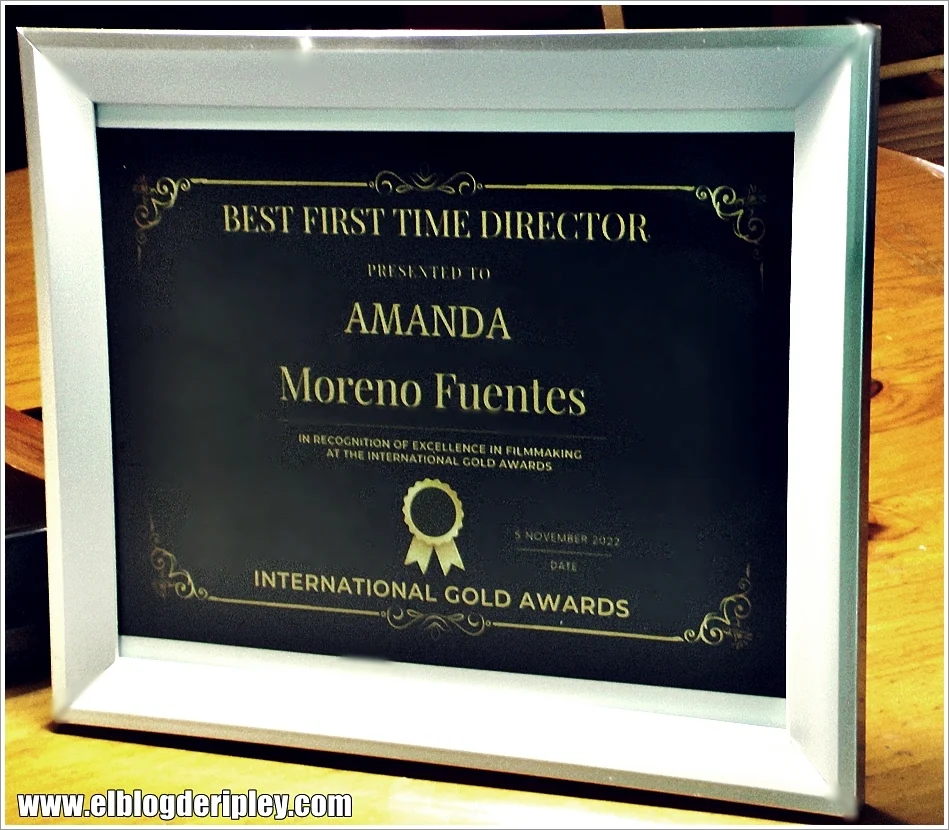 BEST FIRST TIME DIRECTOR
PRESENTED TO
AMANDA
Moreno Fuentes
IN RECOGNITION OF EXCELLENCE IN FILMMAKING
AT THE INTERNATIONAL GOLD AWARDS
5 NOVEMBER 2022
DATE
INTERNATIONAL GOLD AWARDS
www.elblogderipley.com